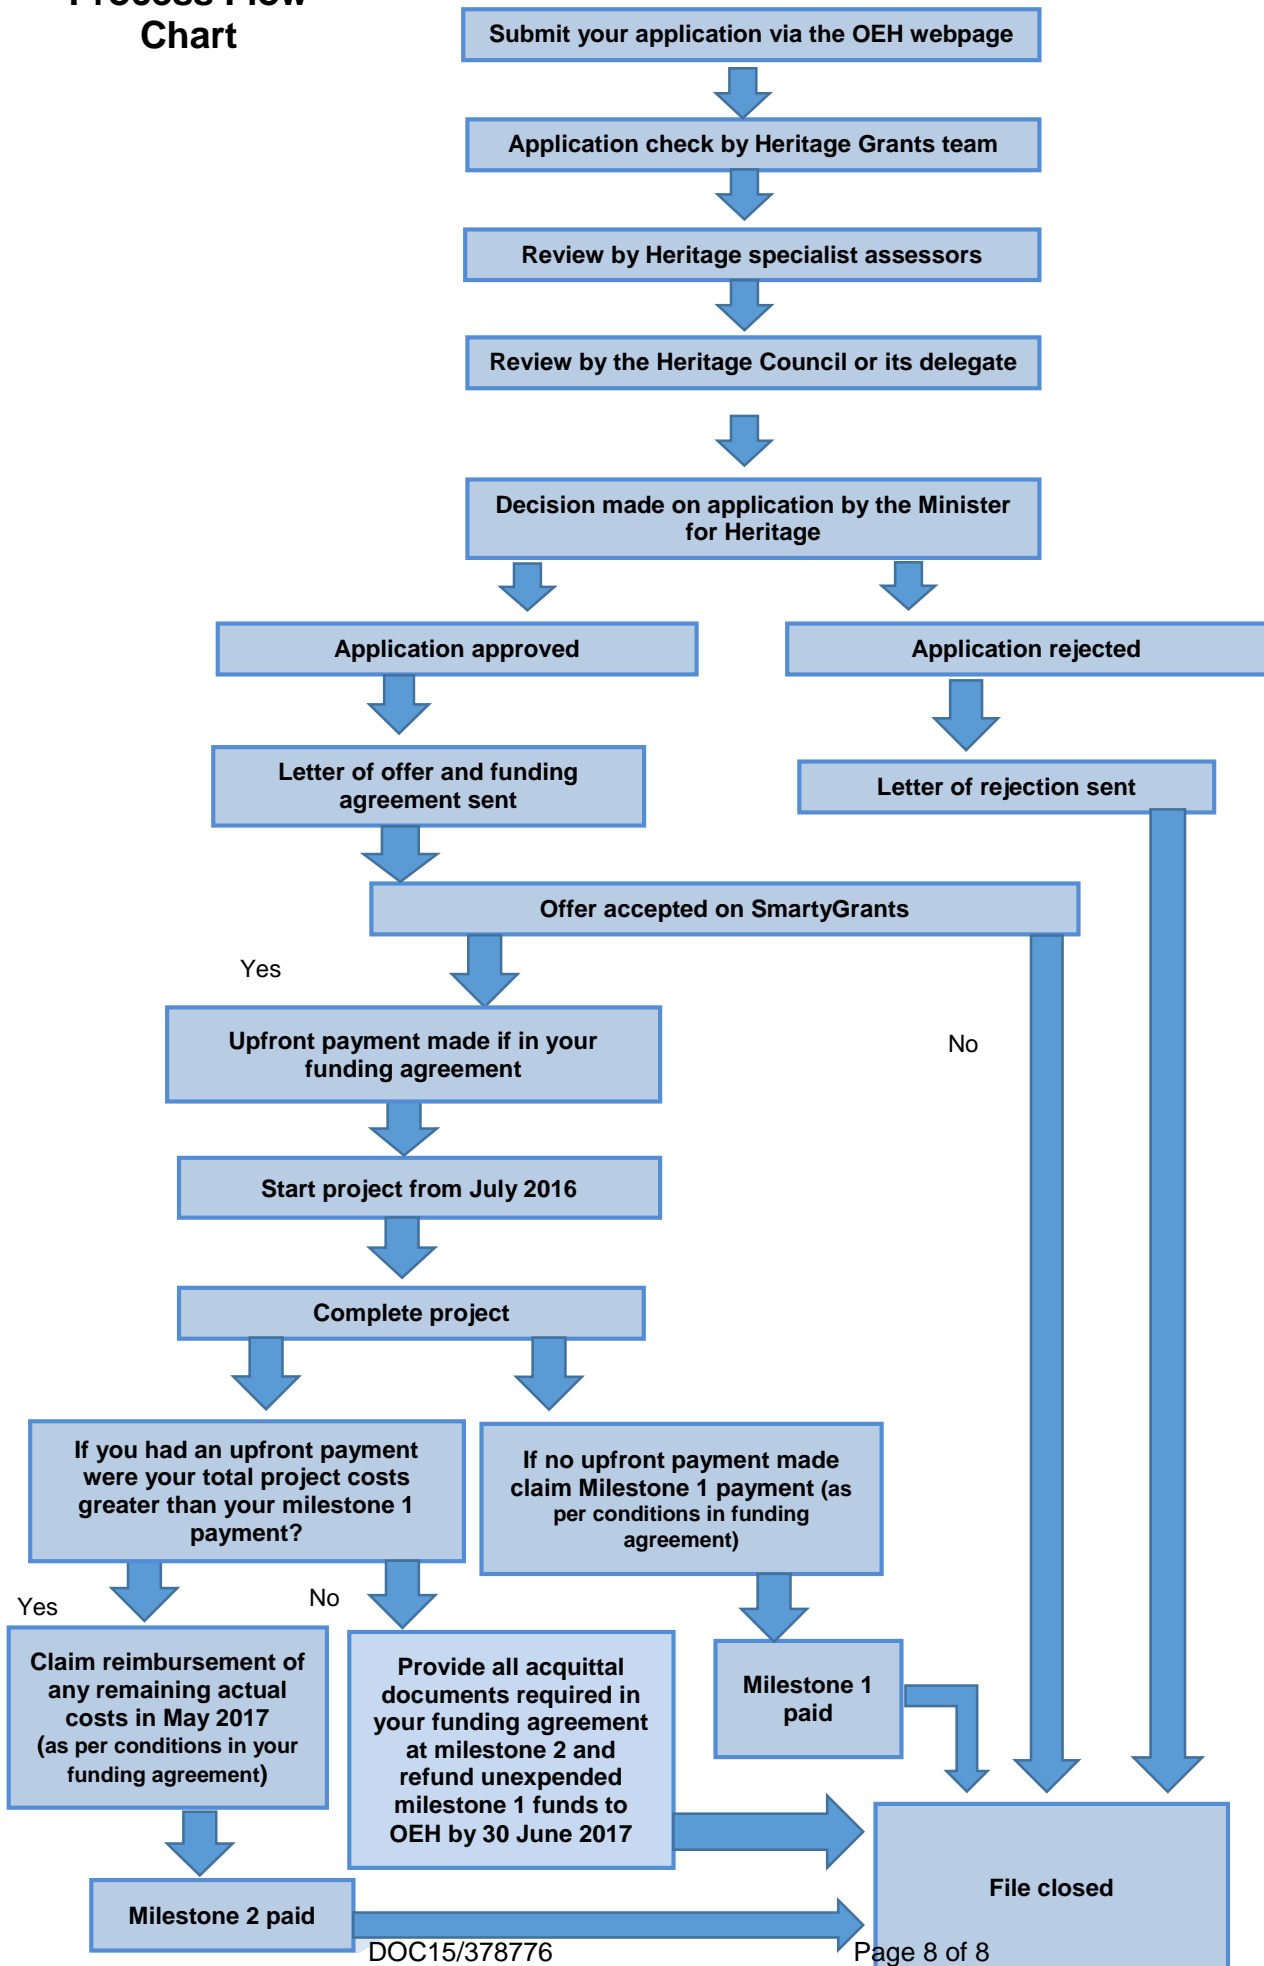 Process Flow
Chart
Submit your application via the OEH webpage
Application check by Heritage Grants team
Review by Heritage specialist assessors
Review by the Heritage Council or its delegate
Decision made on application by the Minister
for Heritage
Application approved
Application rejected
Letter of offer and funding
agreement sent
Letter of rejection sent
Offer accepted on SmartyGrants
Yes
No
Upfront payment made if in your
funding agreement
Start project from July 2016
Complete project
If you had an upfront payment
were your total project costs
greater than your milestone 1
payment?
If no upfront payment made
claim Milestone 1 payment (as
per conditions in funding
agreement)
Yes
No
Claim reimbursement of
any remaining actual
costs in May 2017
(as per conditions in your
funding agreement)
Provide all acquittal
documents required in
your funding agreement
at milestone 2 and
refund unexpended
milestone 1 funds to
OEH by 30 June 2017
Milestone 1
paid
Milestone 2 paid
File closed
DOC15/378776
Page 8 of 8